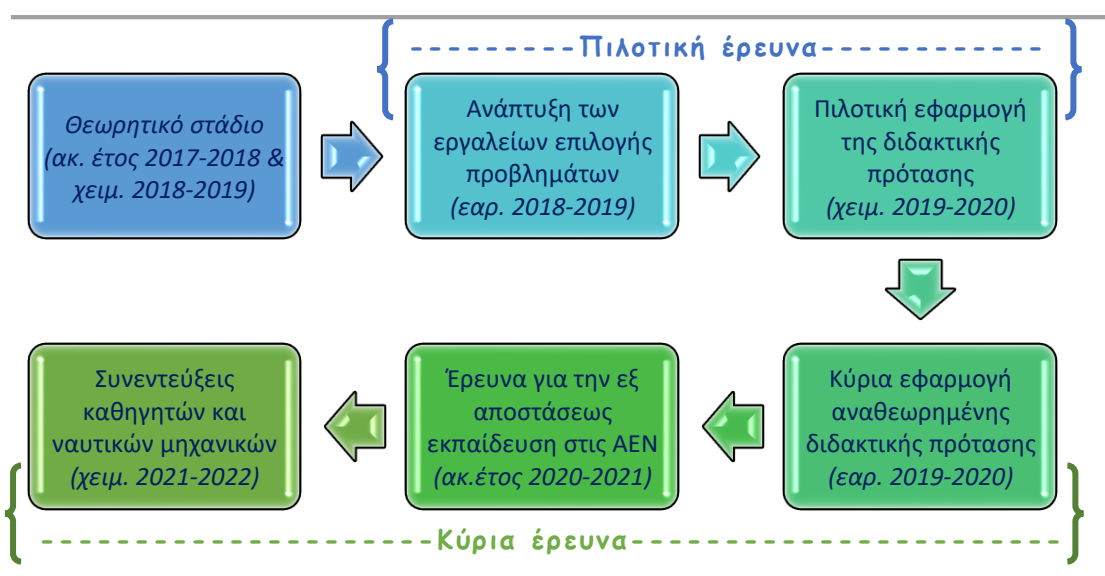 Πιλοτική έρευνα
Θεωρητικό στάδιο
(ακ. έτος 2017-2018 &
χειμ. 2018-2019)
Ανάπτυξη των
εργαλείων επιλογής
προβλημάτων
(εαρ. 2018-2019)
Πιλοτική εφαρμογή
της διδακτικής
πρότασης
(χειμ. 2019-2020)
Κύρια εφαρμογή
αναθεωρημένης
διδακτικής πρότασης
(εαρ. 2019-2020)
Έρευνα για την εξ
αποστάσεως
εκπαίδευση στις ΑΕΝ
(ακ.έτος 2020-2021)
Συνεντεύξεις
καθηγητών και
ναυτικών μηχανικών
(χειμ. 2021-2022)
Κύρια έρευνα